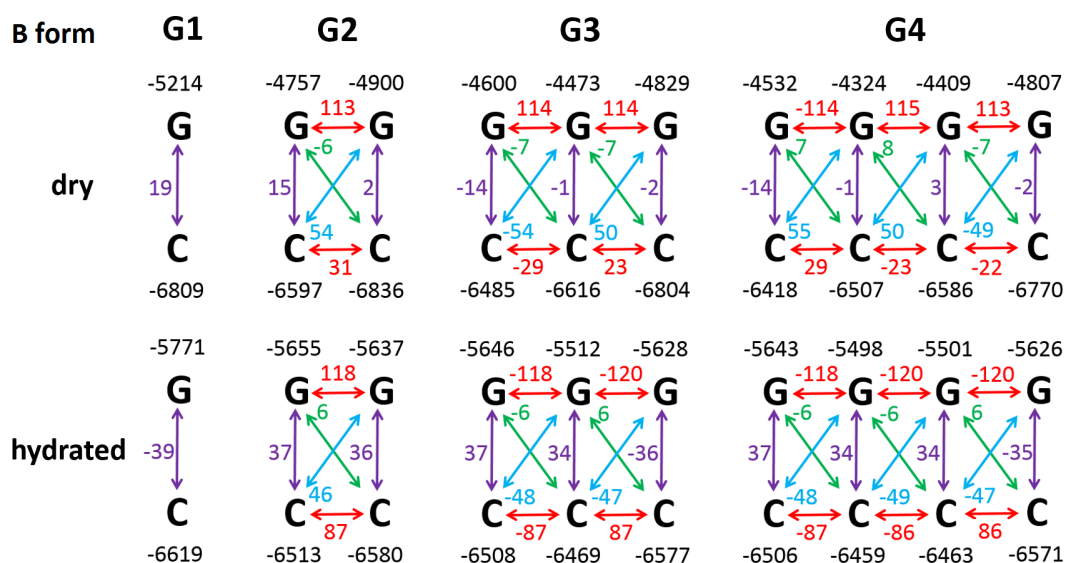 B form G1 G2 G3 G4
-5214 -4757 -4900 -4600 -4473 -4829 -4532 -4324 -4409 -4807
113 114 114 -114 115 113
G G G G G G G G G G
-6 -7 -7 7 8 -7
dry 19 15 2 -14 -1 -2 -14 -1 3 -2
54 -54 50 55 50 -49
C C C C C C C C C C
31 -29 23 29 -23 -22
-6809 -6597 -6836 -6485 -6616 -6804 -6418 -6507 -6586 -6770
-5771 -5655 -5637 -5646 -5512 -5628 -5643 -5498 -5501 -5626
118 -118 -120 -118 -120 -120
G G G G G G G G G G
6 -6 6 -6 -6 6
hydrated -39 37 36 37 34 -36 37 34 34 -35
46 -48 -47 -48 -49 -47
C C C C C C C C C C
87 -87 87 -87 -86 86
-6619 -6513 -6580 -6508 -6469 -6577 -6506 -6459 -6463 -6571